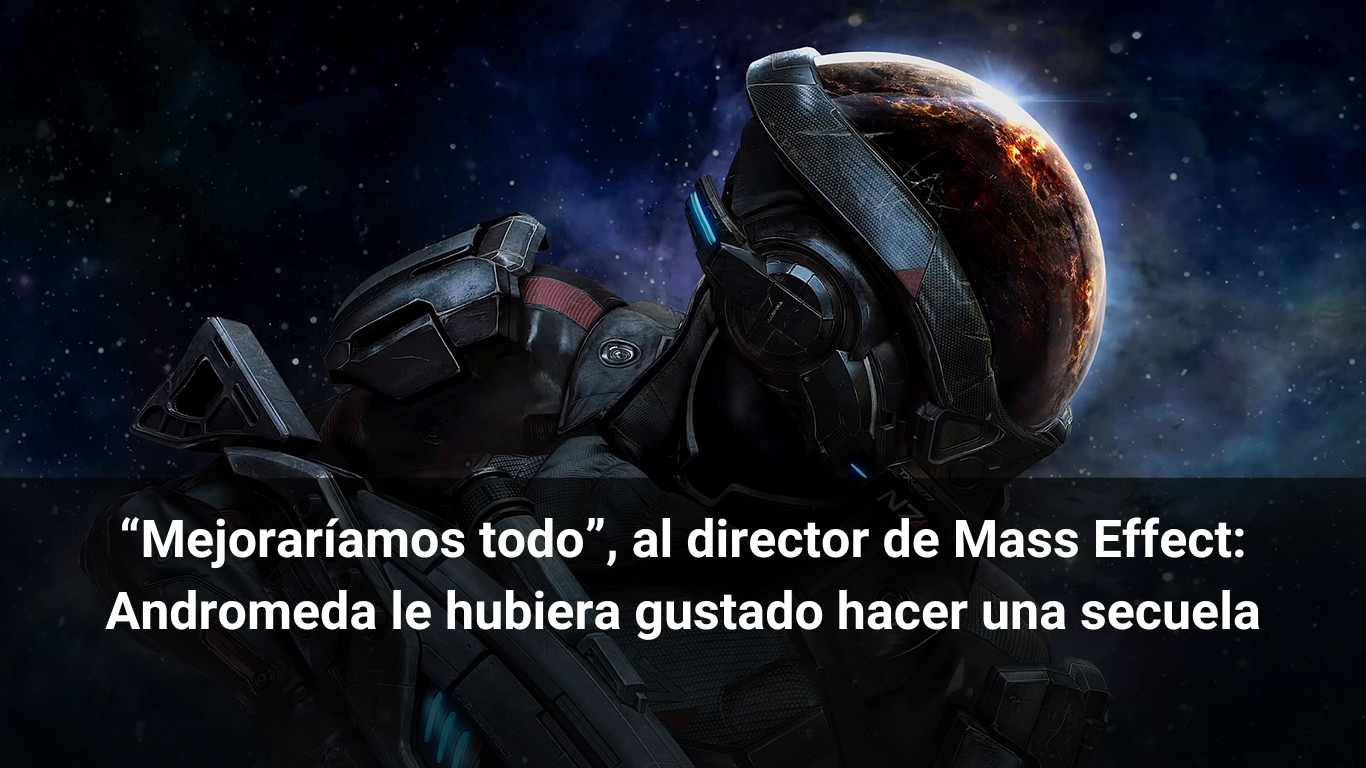 N7
“Mejoraríamos todo”, al director de Mass Effect:
Andromeda le hubiera gustado hacer una secuela